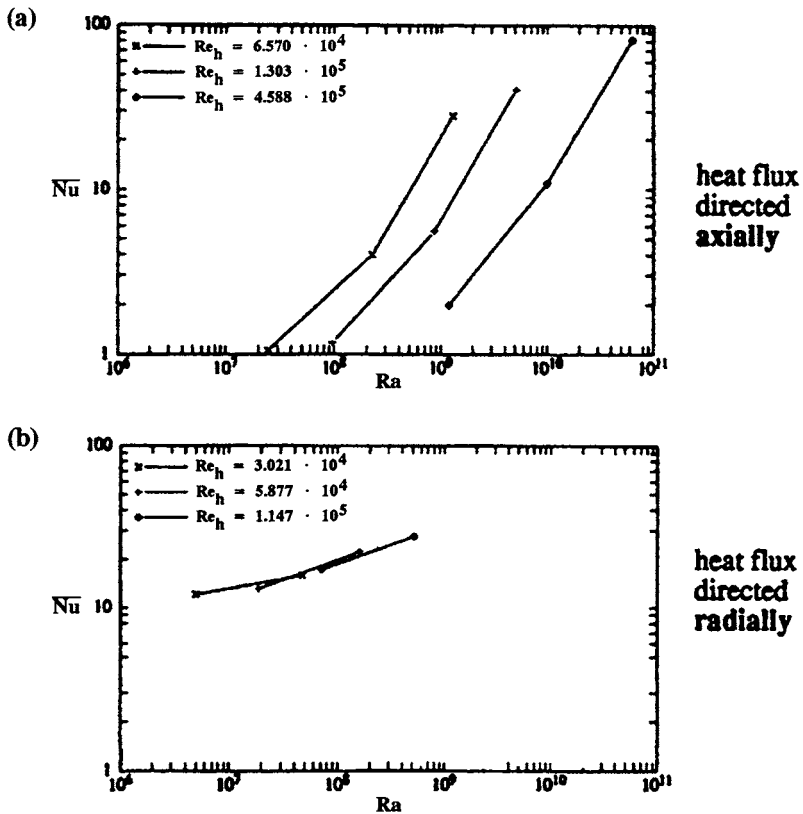 (a)
100
Re_h = 6.570 · 10^4
Re_h = 1.303 · 10^5
Re_h = 4.588 · 10^5
Nu
10
1
10^6 10^7 10^8 10^9 10^10 10^11
Ra
heat flux
directed
axially
(b)
100
Re_h = 3.021 · 10^4
Re_h = 5.877 · 10^4
Re_h = 1.147 · 10^5
Nu
10
1
10^6 10^7 10^8 10^9 10^10 10^11
Ra
heat flux
directed
radially